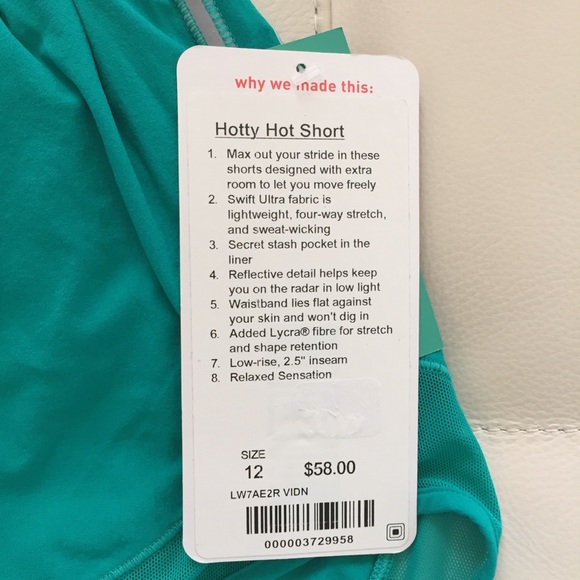 why we made this:
Hotty Hot Short
1. Max out your stride in these
shorts designed with extra
room to let you move freely
2. Swift Ultra fabric is
lightweight, four-way stretch,
and sweat-wicking
3. Secret stash pocket in the
liner
4. Reflective detail helps keep
you on the radar in low light
5. Waistband lies flat against
your skin and won't dig in
6. Added Lycra® fibre for stretch
and shape retention
7. Low-rise, 2.5" inseam
8. Relaxed Sensation
SIZE
12 $58.00
LW7AE2R VIDN
000003729958